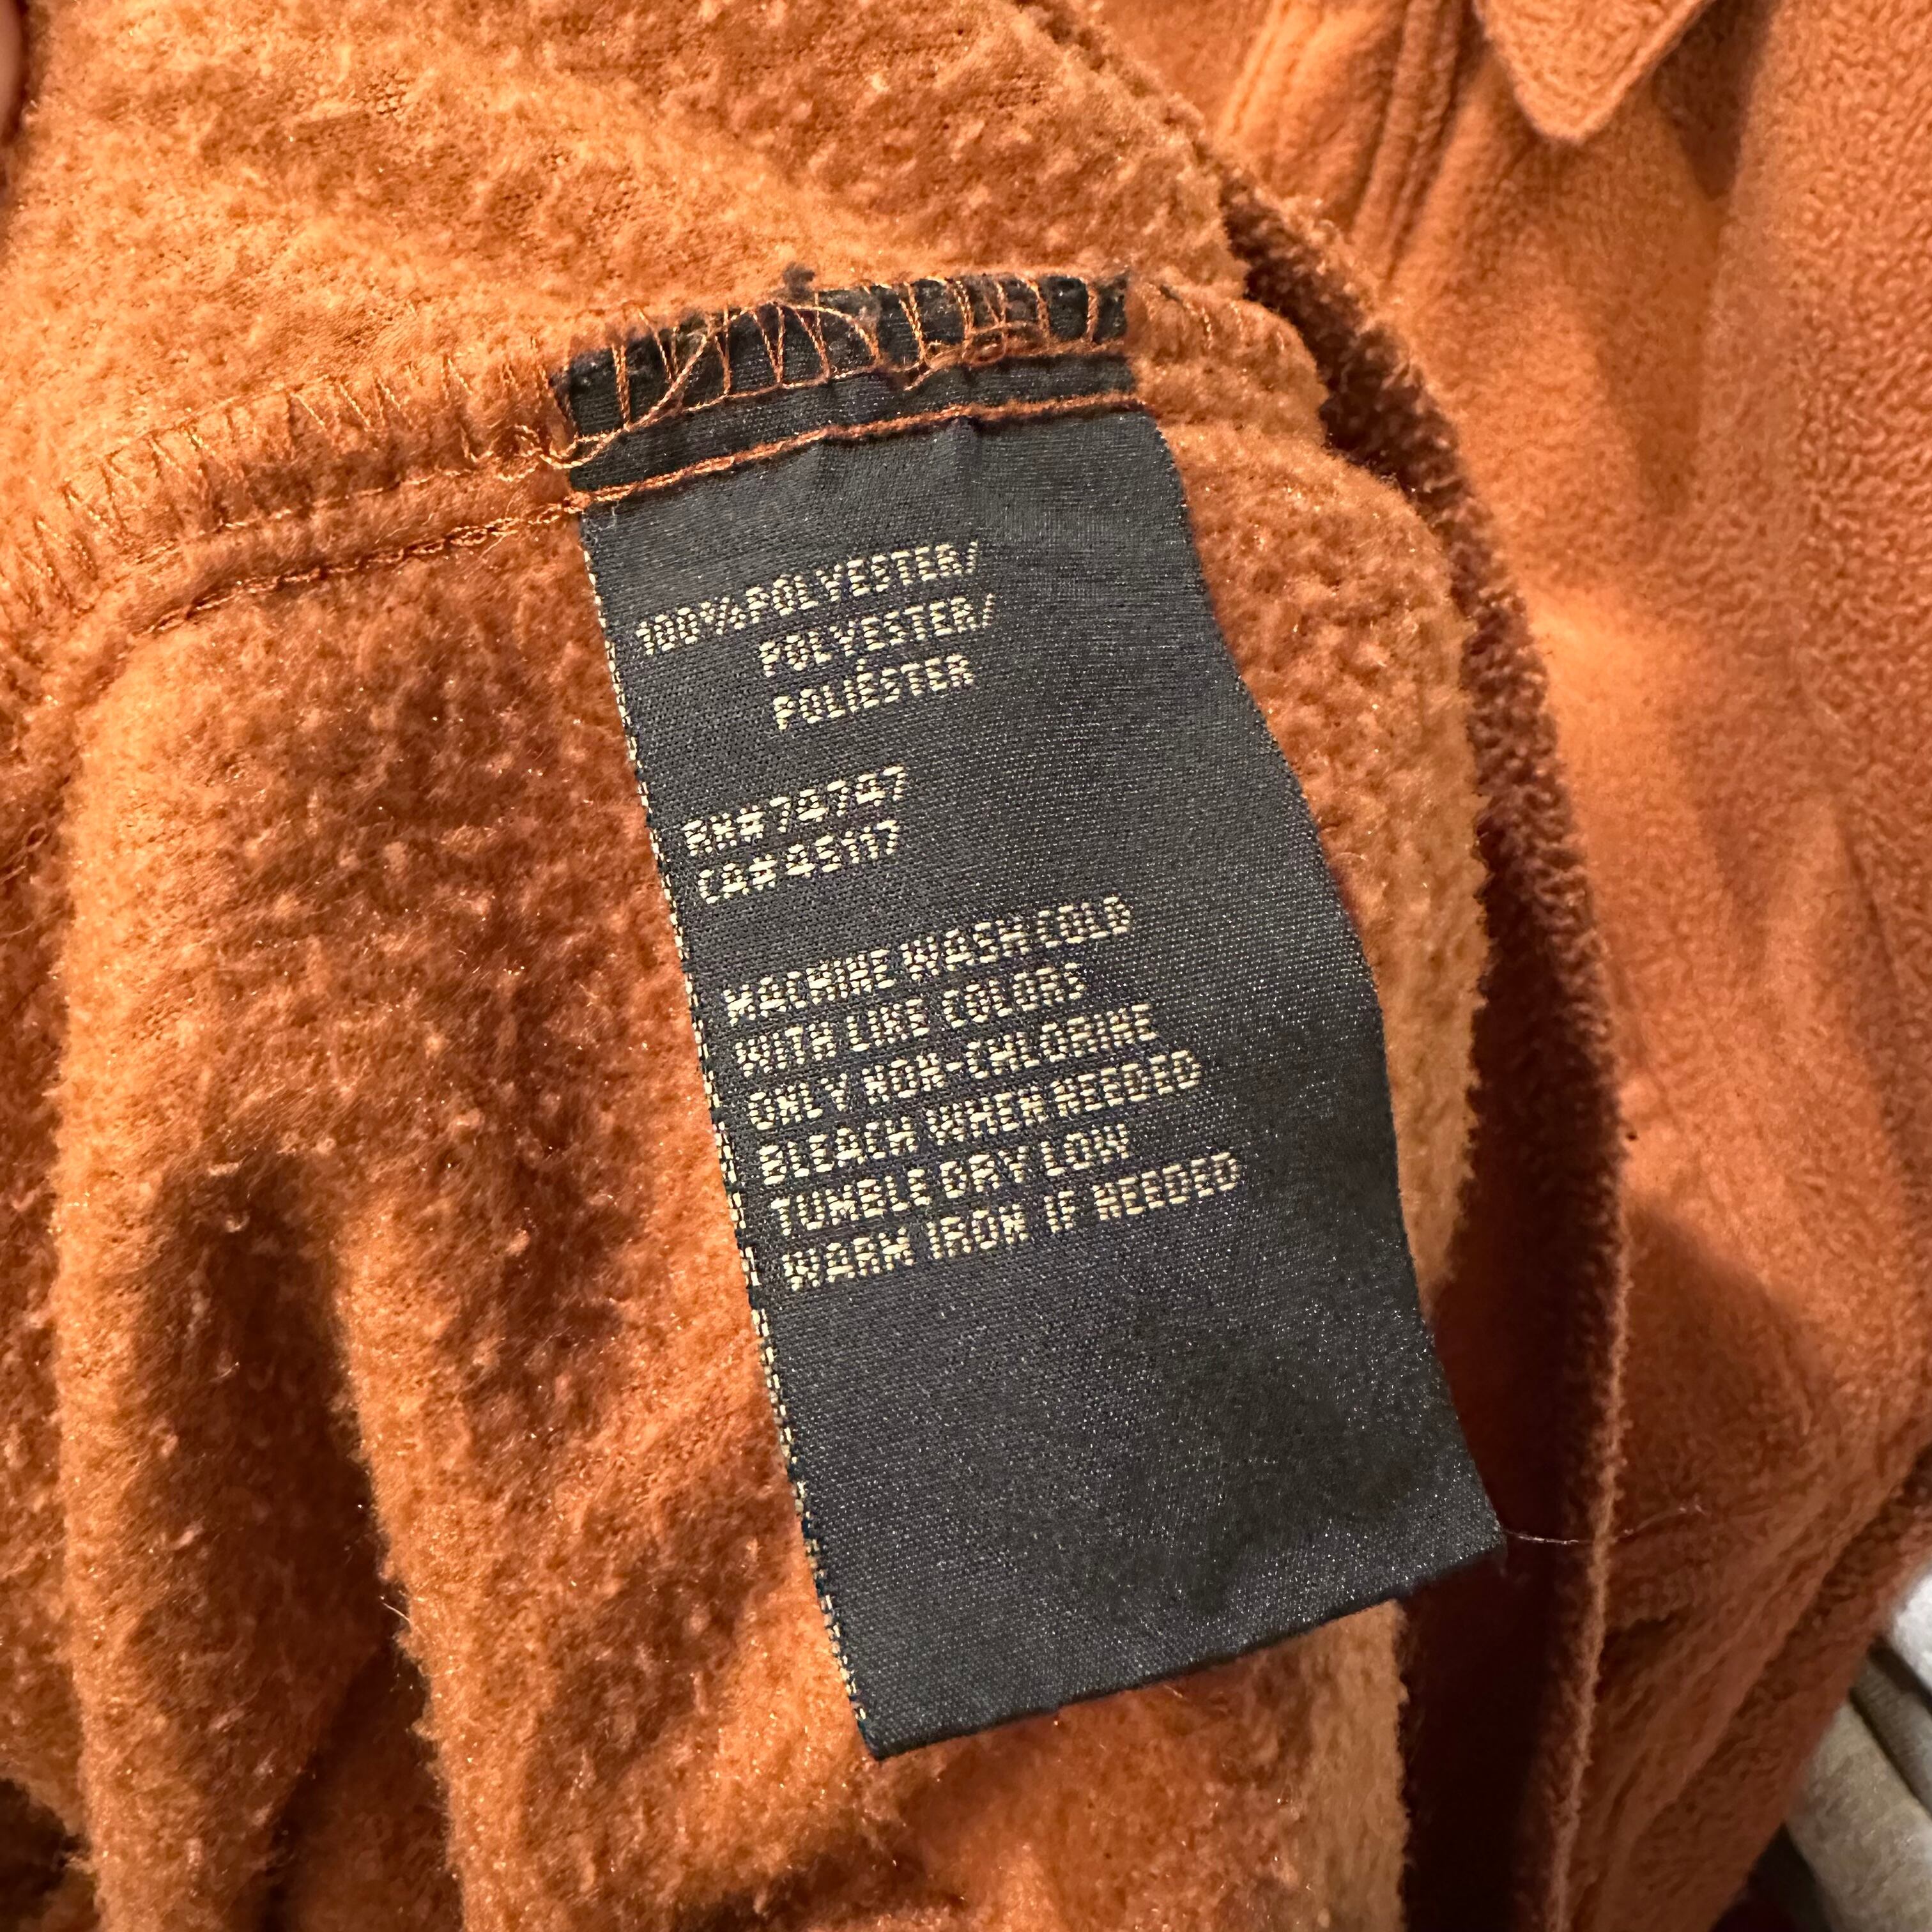 100% POLYESTER/
POLYESTER/
POLIÉSTER
RN# 74747
CA# 45117
MACHINE WASH COLD
WITH LIKE COLORS
ONLY NON-CHLORINE
BLEACH WHEN NEEDED
TUMBLE DRY LOW
WARM IRON IF NEEDED